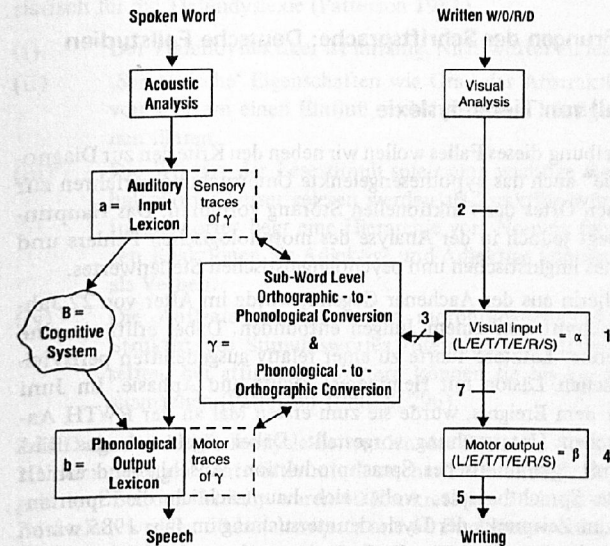 Spoken Word
Written W/O/R/D
Acoustic
Analysis
Visual
Analysis
a =
Auditory
Input
Lexicon
Sensory
traces
of γ
2
Sub-Word Level
Orthographic - to -
Phonological Conversion
γ = &
Phonological - to -
Orthographic Conversion
3
B =
Cognitive
System
Visual input
(L/E/T/T/E/R/S) = α
1
7
b =
Phonological
Output
Lexicon
Motor
traces
of γ
Motor output
(L/E/T/T/E/R/S) = β
4
5
Speech
Writing